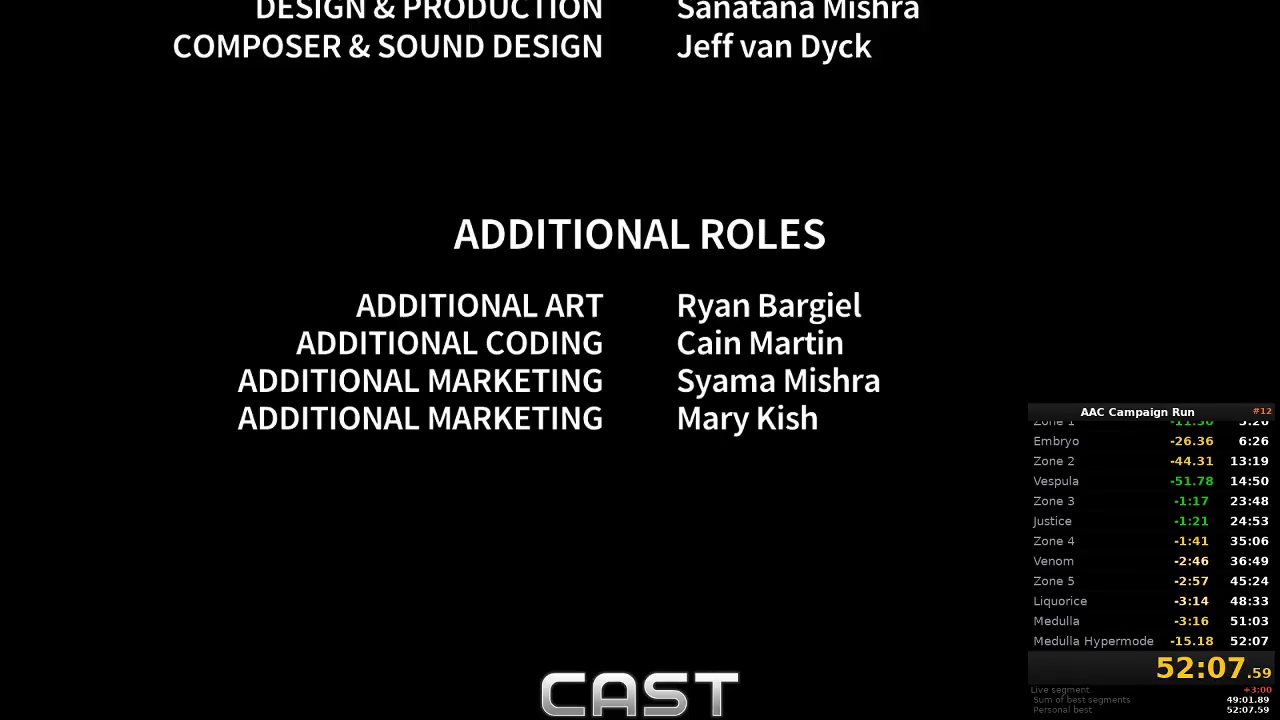 DESIGN & PRODUCTION Sanatana Mishra
COMPOSER & SOUND DESIGN Jeff van Dyck
ADDITIONAL ROLES
ADDITIONAL ART Ryan Bargiel
ADDITIONAL CODING Cain Martin
ADDITIONAL MARKETING Syama Mishra
ADDITIONAL MARKETING Mary Kish
CAST
AAC Campaign Run #12
Zone 1
Embryo -26.36 6:26
Zone 2 -44.31 13:19
Vespula -51.78 14:50
Zone 3 -1:17 23:48
Justice -1:21 24:53
Zone 4 -1:41 35:06
Venom -2:46 36:49
Zone 5 -2:57 45:24
Liquorice -3:14 48:33
Medulla -3:16 51:03
Medulla Hypermode -15.18 52:07
52:07.59
Live segment +3:00
Sum of best segments 49:01.89
Personal best 52:07.59